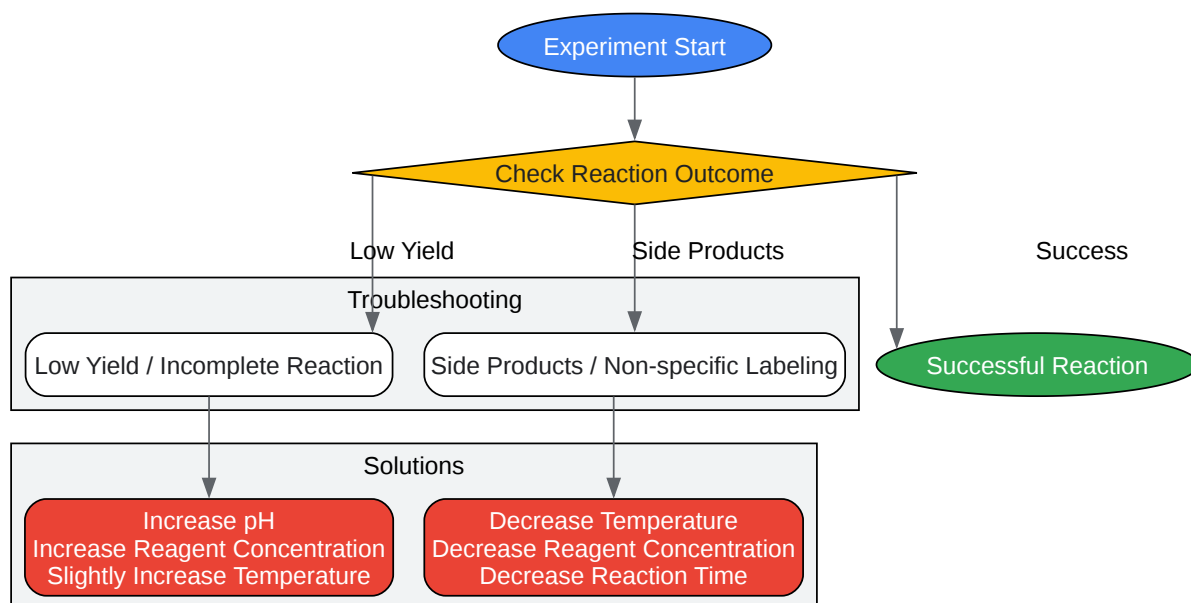 Experiment Start
Check Reaction Outcome
Low Yield
Side Products
Success
Troubleshooting
Low Yield / Incomplete Reaction
Side Products / Non-specific Labeling
Successful Reaction
Solutions
Increase pH
Increase Reagent Concentration
Slightly Increase Temperature
Decrease Temperature
Decrease Reagent Concentration
Decrease Reaction Time